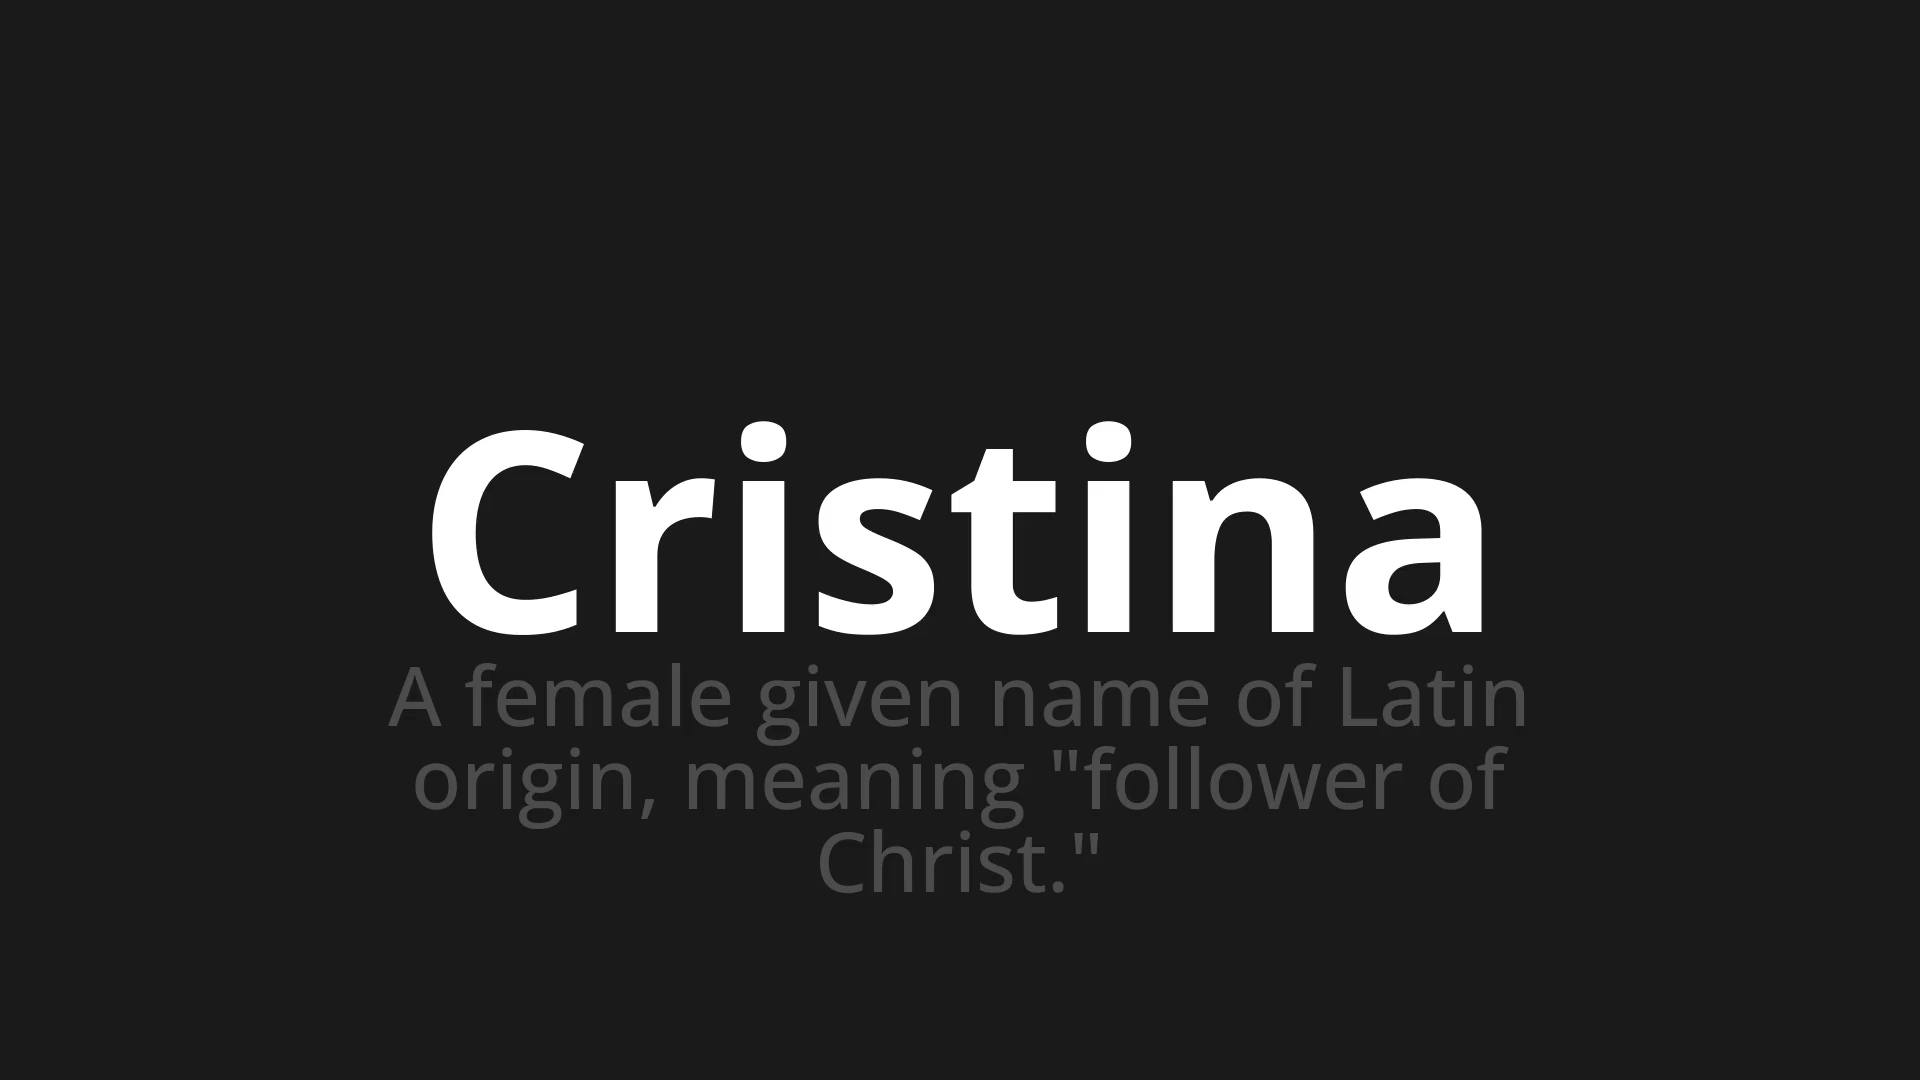 Cristina
A female given name of Latin
origin, meaning "follower of
Christ."